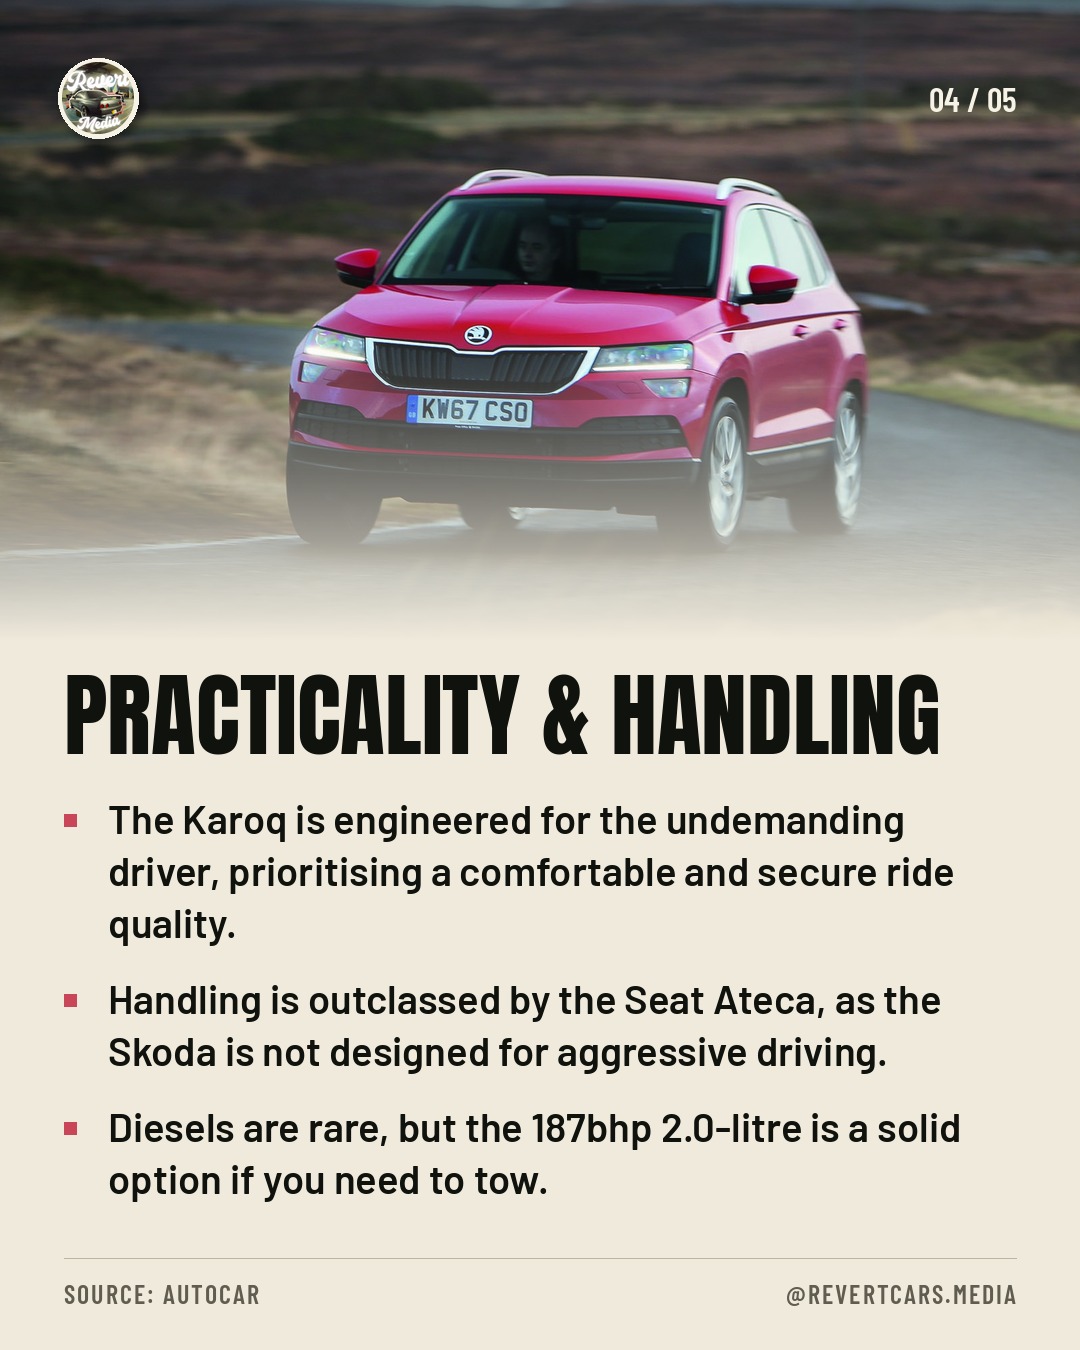 Revert
Media
04 / 05
KW67 CSO
PRACTICALITY & HANDLING
The Karoq is engineered for the undemanding
driver, prioritising a comfortable and secure ride
quality.
Handling is outclassed by the Seat Ateca, as the
Skoda is not designed for aggressive driving.
Diesels are rare, but the 187bhp 2.0-litre is a solid
option if you need to tow.
SOURCE: AUTOCAR
@REVERTCARS.MEDIA